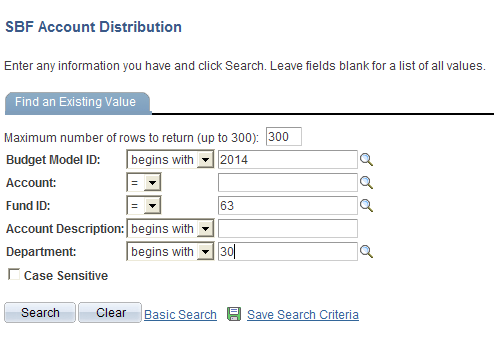 SBF Account Distribution
Enter any information you have and click Search. Leave fields blank for a list of all values.
Find an Existing Value
Maximum number of rows to return (up to 300): 300
Budget Model ID: begins with 2014
Account: =
Fund ID: = 63
Account Description: begins with
Department: begins with 30
Case Sensitive
Search Clear Basic Search Save Search Criteria